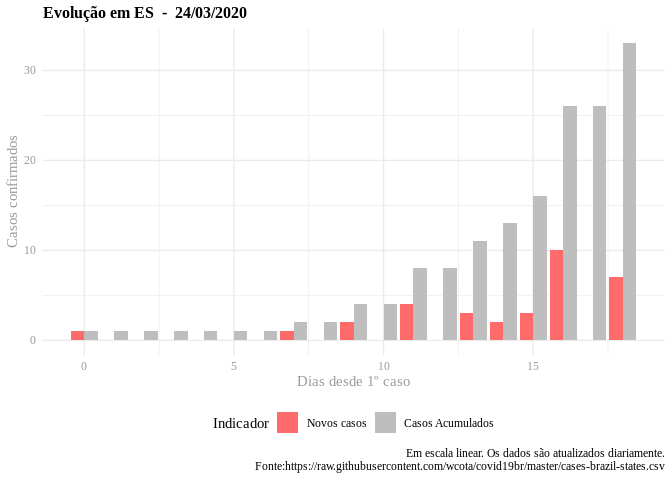 Evolução em ES - 24/03/2020
Casos confirmados
30
20
10
0
0 5 10 15
Dias desde 1º caso
Indicador Novos casos Casos Acumulados
Em escala linear. Os dados são atualizados diariamente.
Fonte:https://raw.githubusercontent.com/wcota/covid19br/master/cases-brazil-states.csv